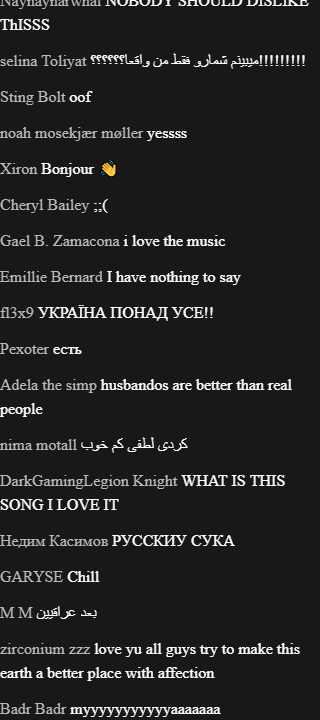 Naynaynarwhal NOBODY SHOULD DISLIKE
ThISSS
selina Toliyat میبینم شمارو فقط من واقعا؟؟؟؟؟؟!!!!!!!!!
Sting Bolt oof
noah mosekjær møller yessss
Xiron Bonjour 👋
Cheryl Bailey ;;(
Gael B. Zamacona i love the music
Emillie Bernard I have nothing to say
fl3x9 УКРАЇНА ПОНАД УСЕ!!
Pexoter есть
Adela the simp husbandos are better than real
people
nima motall کردی لطفی کم خوب
DarkGamingLegion Knight WHAT IS THIS
SONG I LOVE IT
Недим Касимов РУССКИУ СУКА
GARYSE Chill
M M بعد عراقيين
zirconium zzz love yu all guys try to make this
earth a better place with affection
Badr Badr myyyyyyyyyyyaaaaaaa